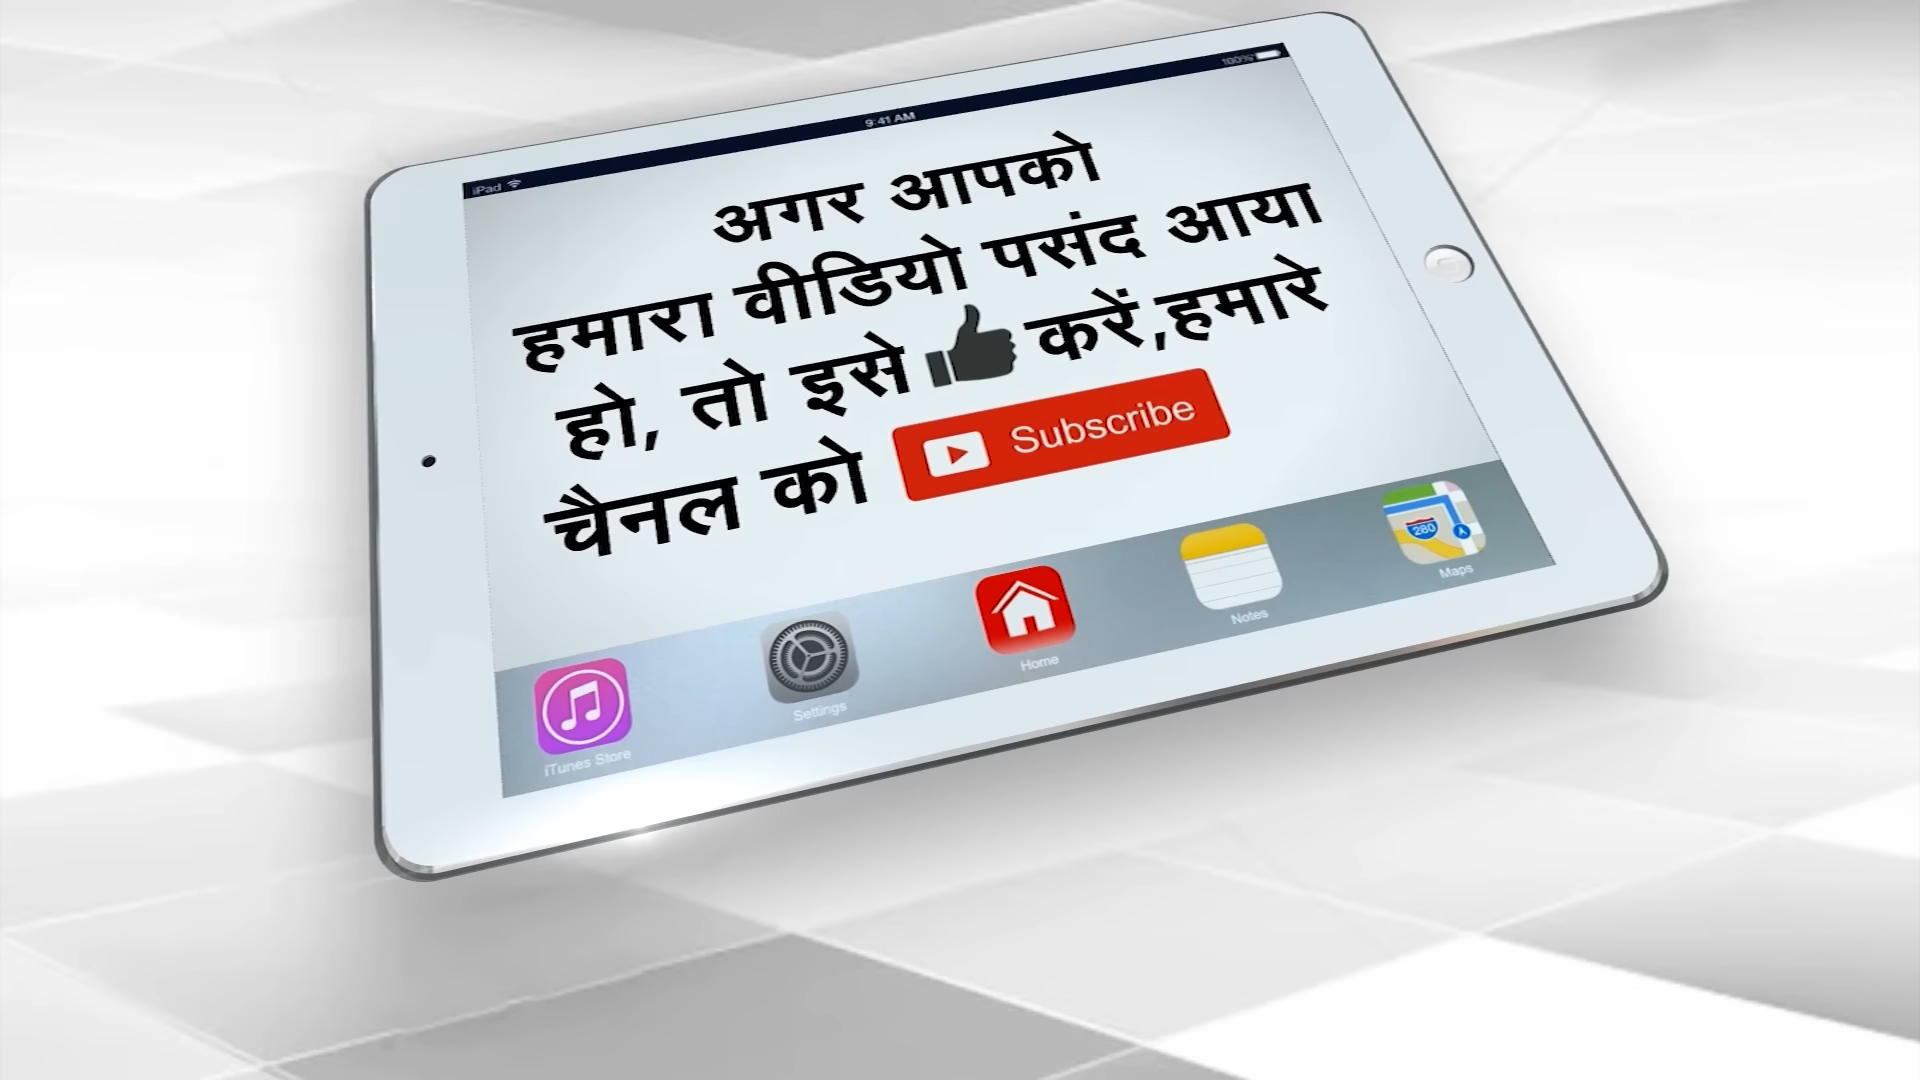 iPad
9:41 AM
100%
अगर आपको
हमारा वीडियो पसंद आया
हो, तो इसे करें,हमारे
चैनल को Subscribe
iTunes Store
Settings
Home
Notes
280
Maps